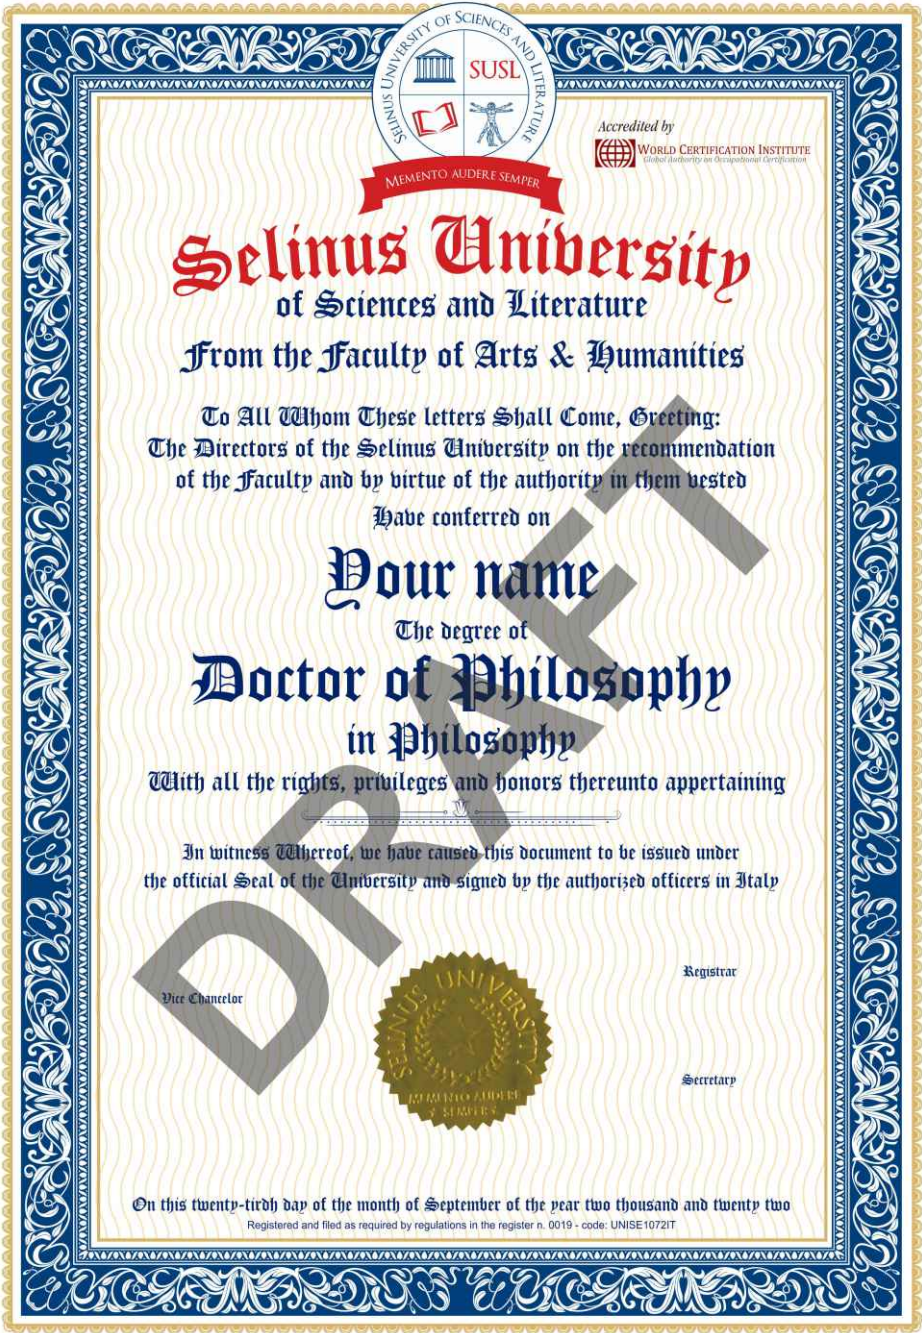 SELINUS UNIVERSITY OF SCIENCES AND LITERATURE
SUSL
MEMENTO AUDERE SEMPER
Accredited by
WORLD CERTIFICATION INSTITUTE
Global Authority on Occupational Certification
Selinus University
of Sciences and Literature
From the Faculty of Arts & Humanities
To All Whom These letters Shall Come, Greeting:
The Directors of the Selinus University on the recommendation
of the Faculty and by virtue of the authority in them vested
Have conferred on
Your name
The degree of
Doctor of Philosophy
in Philosophy
With all the rights, privileges and honors thereunto appertaining
In witness Whereof, we have caused this document to be issued under
the official Seal of the University and signed by the authorized officers in Italy
DRAFT
Registrar
Vice Chancelor
SELINUS UNIVERSITY
MEMENTO AUDERE
SEMPER
Secretary
On this twenty-tirdh day of the month of September of the year two thousand and twenty two
Registered and filed as required by regulations in the register n. 0019 - code: UNISE1072IT